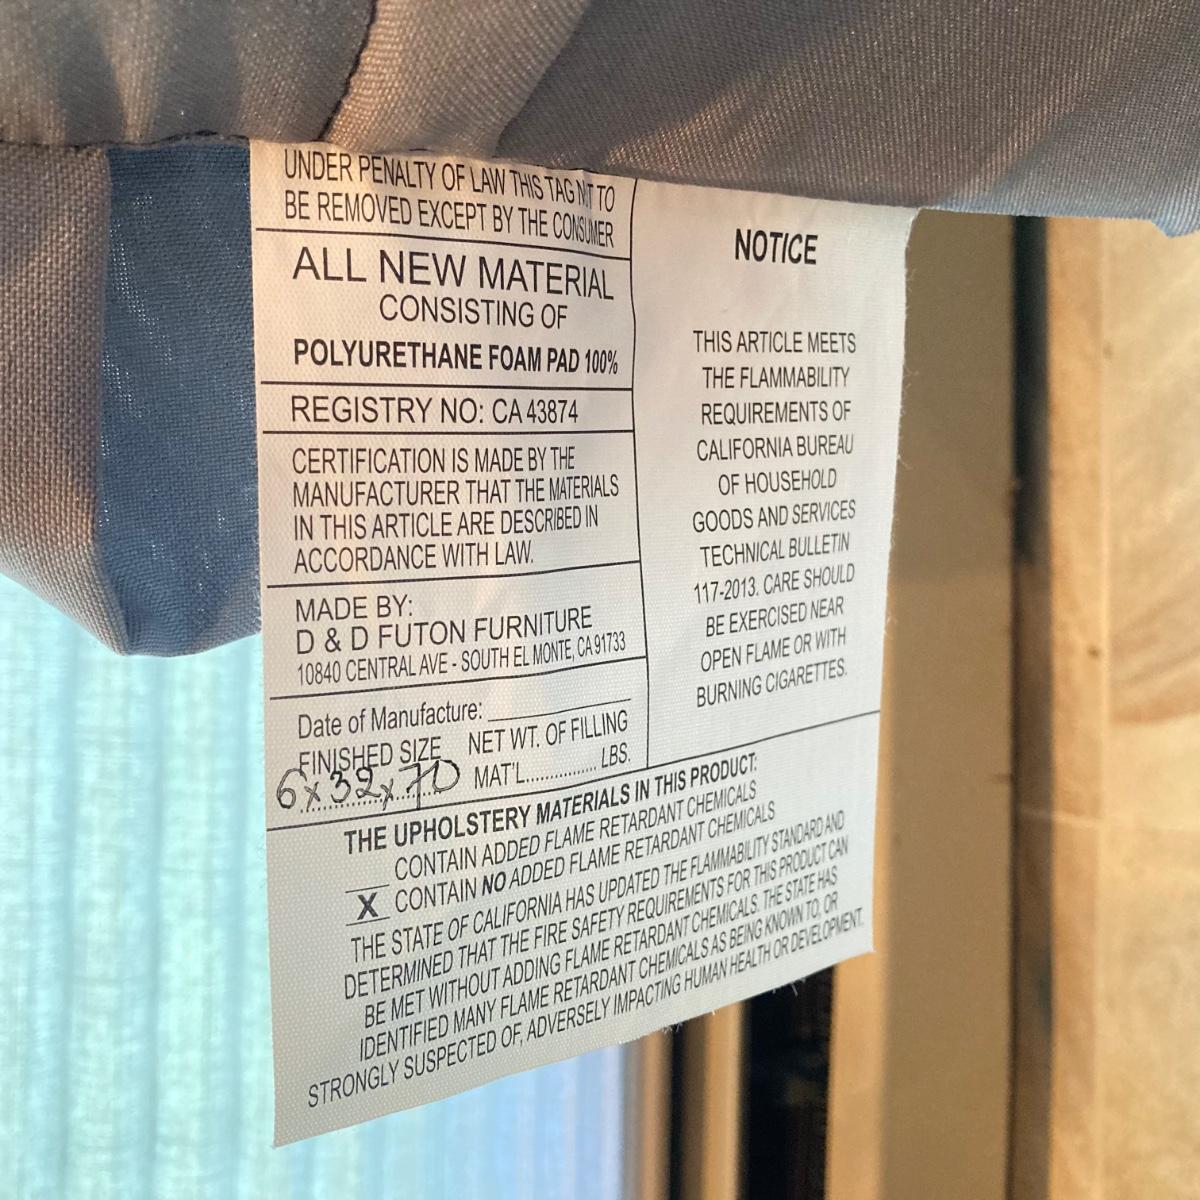 UNDER PENALTY OF LAW THIS TAG NOT TO
BE REMOVED EXCEPT BY THE CONSUMER
ALL NEW MATERIAL
CONSISTING OF
POLYURETHANE FOAM PAD 100%
REGISTRY NO: CA 43874
CERTIFICATION IS MADE BY THE
MANUFACTURER THAT THE MATERIALS
IN THIS ARTICLE ARE DESCRIBED IN
ACCORDANCE WITH LAW.
MADE BY:
D & D FUTON FURNITURE
10840 CENTRAL AVE - SOUTH EL MONTE, CA 91733
Date of Manufacture: ____________
FINISHED SIZE
6x32x70
NET WT. OF FILLING
MAT'L................ LBS.
NOTICE
THIS ARTICLE MEETS
THE FLAMMABILITY
REQUIREMENTS OF
CALIFORNIA BUREAU
OF HOUSEHOLD
GOODS AND SERVICES
TECHNICAL BULLETIN
117-2013. CARE SHOULD
BE EXERCISED NEAR
OPEN FLAME OR WITH
BURNING CIGARETTES.
THE UPHOLSTERY MATERIALS IN THIS PRODUCT:
___ CONTAIN ADDED FLAME RETARDANT CHEMICALS
X CONTAIN NO ADDED FLAME RETARDANT CHEMICALS
THE STATE OF CALIFORNIA HAS UPDATED THE FLAMMABILITY STANDARD AND
DETERMINED THAT THE FIRE SAFETY REQUIREMENTS FOR THIS PRODUCT CAN
BE MET WITHOUT ADDING FLAME RETARDANT CHEMICALS. THE STATE HAS
IDENTIFIED MANY FLAME RETARDANT CHEMICALS AS BEING KNOWN TO, OR
STRONGLY SUSPECTED OF, ADVERSELY IMPACTING HUMAN HEALTH OR DEVELOPMENT.